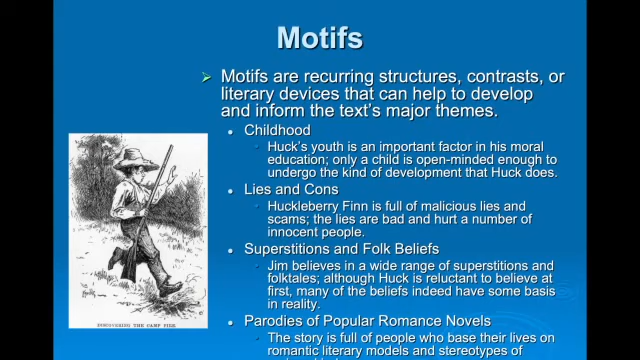 Motifs
Motifs are recurring structures, contrasts, or
literary devices that can help to develop
and inform the text's major themes.
Childhood
Huck's youth is an important factor in his moral
education; only a child is open-minded enough to
undergo the kind of development that Huck does.
Lies and Cons
Huckleberry Finn is full of malicious lies and
scams; the lies are bad and hurt a number of
innocent people.
Superstitions and Folk Beliefs
Jim believes in a wide range of superstitions and
folktales; although Huck is reluctant to believe at
first, many of the beliefs indeed have some basis
in reality.
Parodies of Popular Romance Novels
The story is full of people who base their lives on
romantic literary models and stereotypes of
DISCOVERING THE CAMP FIRE